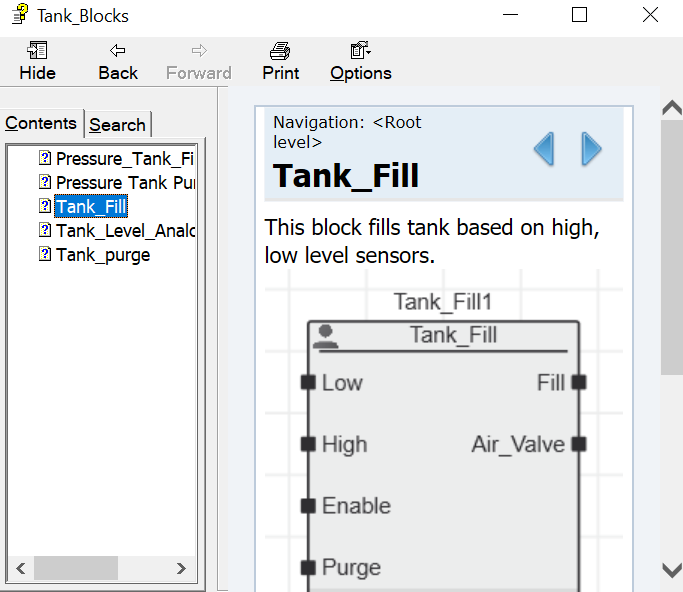 Tank_Blocks
Hide Back Forward Print Options
Contents Search
Pressure_Tank_Fi
Pressure Tank Pu
Tank_Fill
Tank_Level_Analo
Tank_purge
Navigation: <Root
level>
Tank_Fill
This block fills tank based on high,
low level sensors.
Tank_Fill1
Tank_Fill
Low Fill
High Air_Valve
Enable
Purge